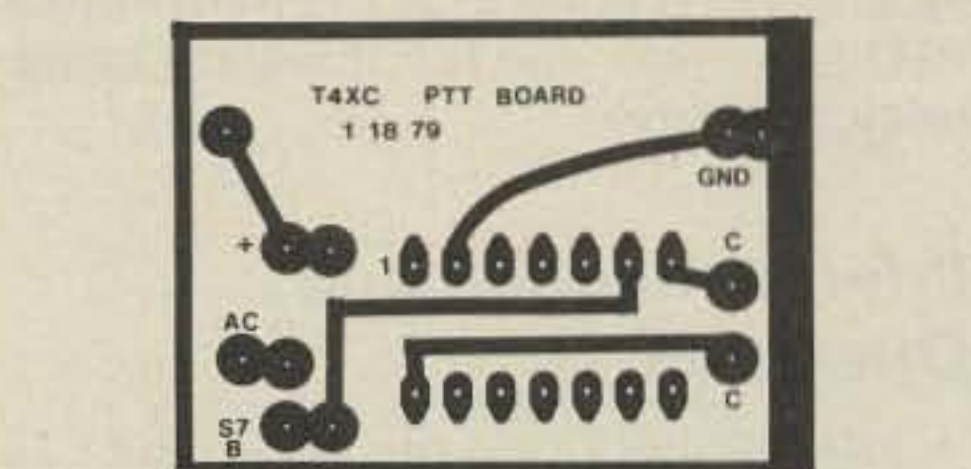 T4XC PTT BOARD
1 18 79
GND
+
1
C
AC
C
S7
B